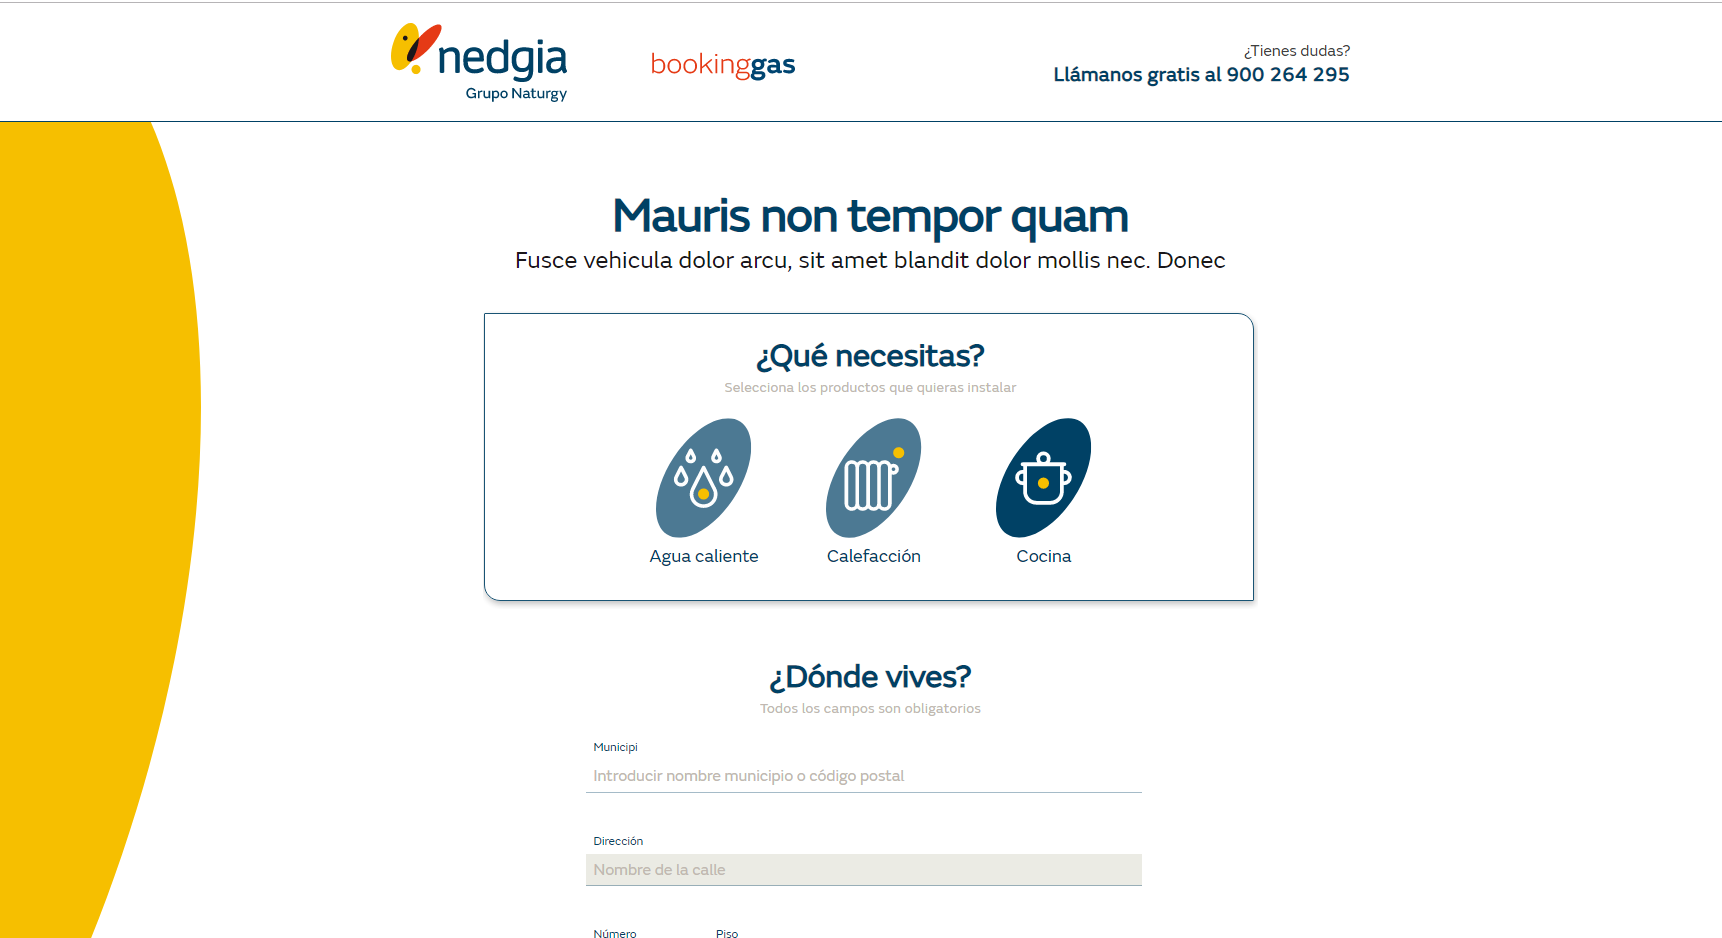 nedgia
Grupo Naturgy
bookinggas
¿Tienes dudas?
Llámanos gratis al 900 264 295
Mauris non tempor quam
Fusce vehicula dolor arcu, sit amet blandit dolor mollis nec. Donec
¿Qué necesitas?
Selecciona los productos que quieras instalar
Agua caliente
Calefacción
Cocina
¿Dónde vives?
Todos los campos son obligatorios
Municipi
Introducir nombre municipio o código postal
Dirección
Nombre de la calle
Número Piso